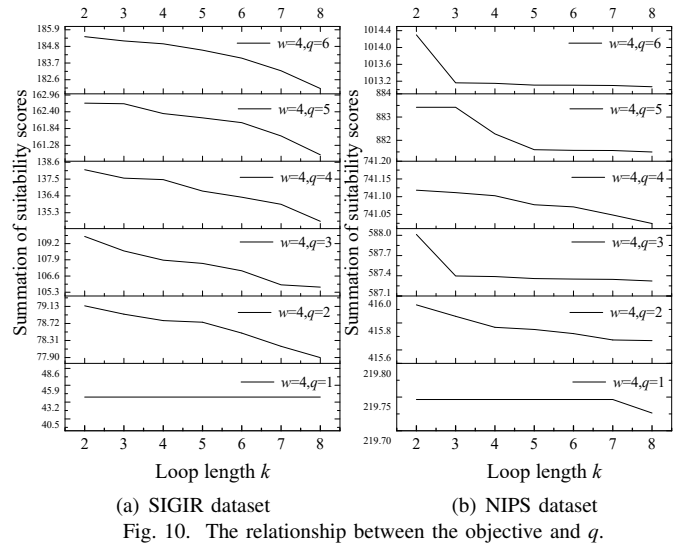 2 3 4 5 6 7 8
2 3 4 5 6 7 8
Summation of suitability scores
185.9
184.8
183.7
182.6
w=4,q=6
162.96
162.40
161.84
161.28
w=4,q=5
138.6
137.5
136.4
135.3
w=4,q=4
109.2
107.9
106.6
105.3
w=4,q=3
79.13
78.72
78.31
77.90
w=4,q=2
48.6
45.9
43.2
40.5
w=4,q=1
2 3 4 5 6 7 8
Loop length k
(a) SIGIR dataset
Summation of suitability scores
1014.4
1013.8
1013.2
w=4,q=6
884
883
882
w=4,q=5
741.20
741.15
741.10
741.05
w=4,q=4
588.0
587.7
587.4
587.1
w=4,q=3
416.0
415.8
415.6
w=4,q=2
219.80
219.75
219.70
w=4,q=1
2 3 4 5 6 7 8
Loop length k
(b) NIPS dataset
Fig. 10. The relationship between the objective and q.